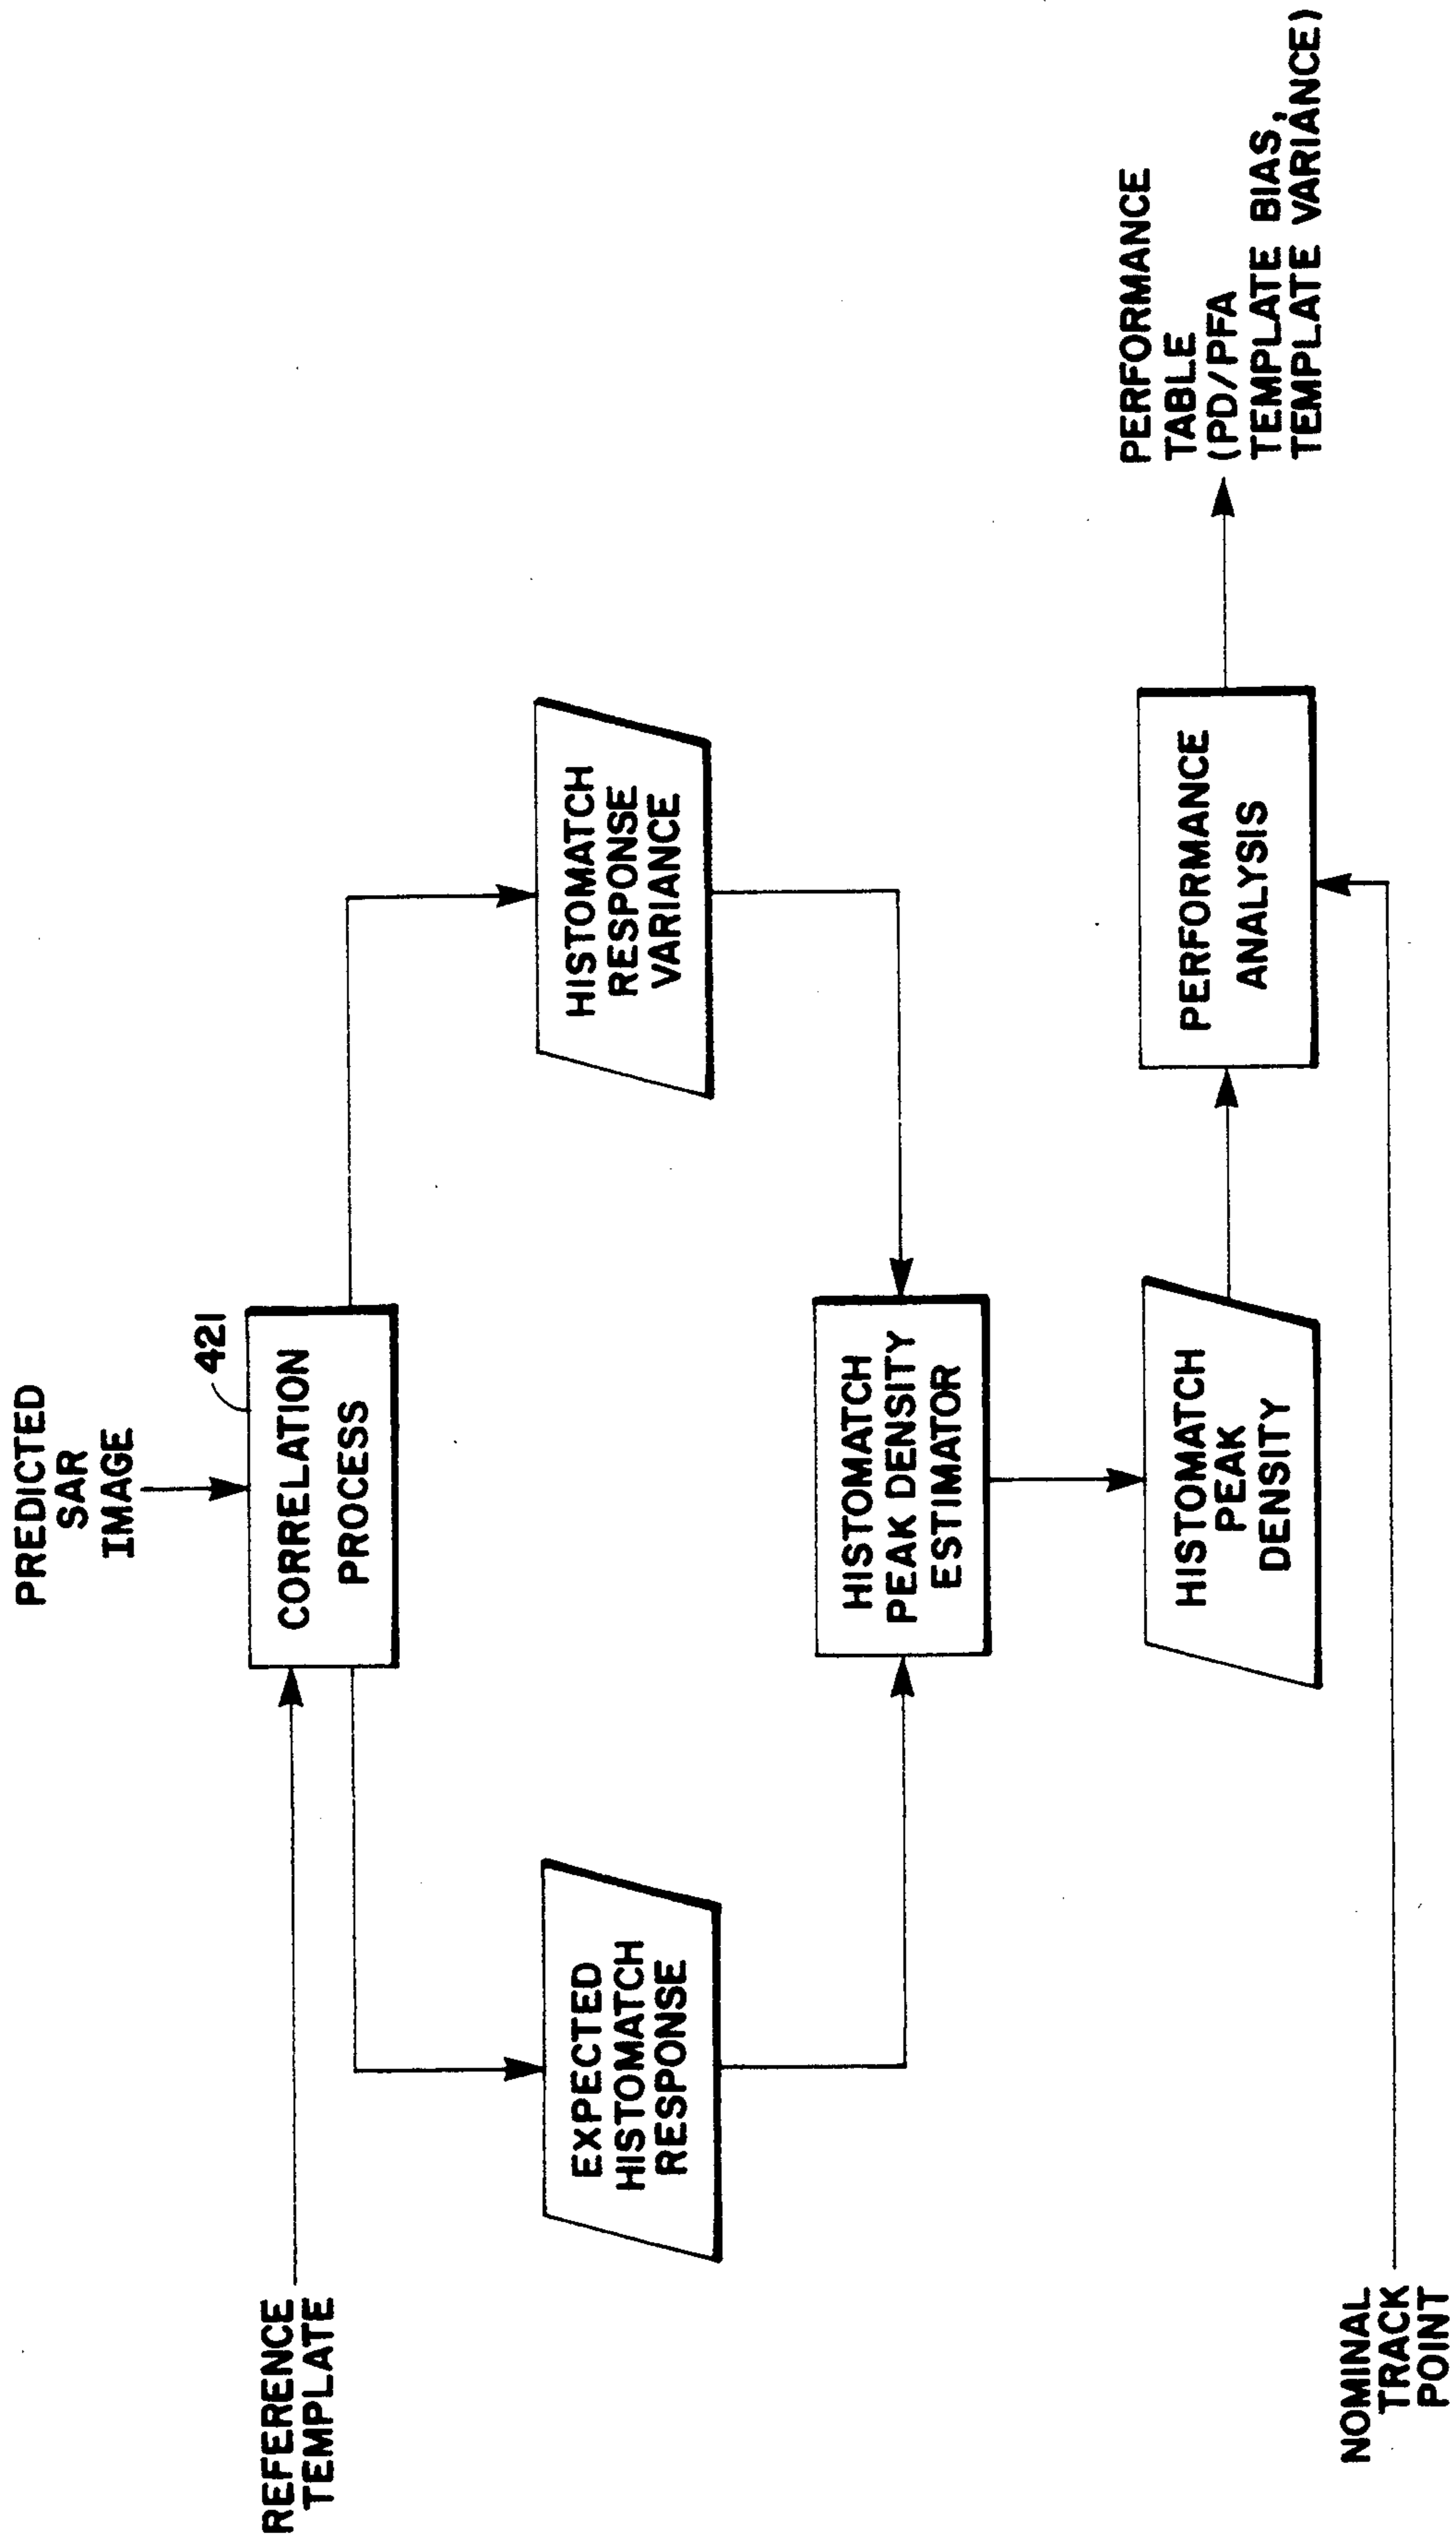 PREDICTED
SAR
IMAGE
421
REFERENCE
TEMPLATE
CORRELATION
PROCESS
EXPECTED
HISTOMATCH
RESPONSE
HISTOMATCH
RESPONSE
VARIANCE
HISTOMATCH
PEAK DENSITY
ESTIMATOR
HISTOMATCH
PEAK
DENSITY
PERFORMANCE
ANALYSIS
PERFORMANCE
TABLE
(PD/PFA
TEMPLATE BIAS,
TEMPLATE VARIANCE)
NOMINAL
TRACK
POINT